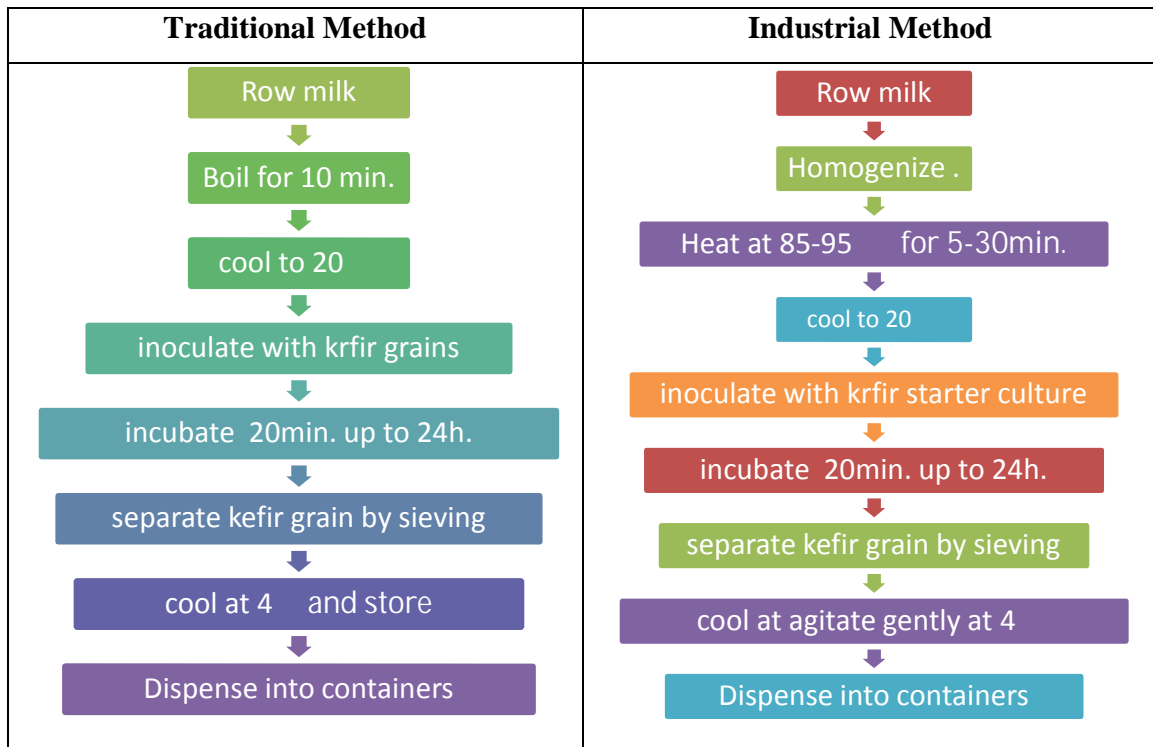 Traditional Method
Industrial Method
Row milk
Boil for 10 min.
cool to 20
inoculate with krfir grains
incubate 20min. up to 24h.
separate kefir grain by sieving
cool at 4 and store
Dispense into containers
Row milk
Homogenize .
Heat at 85-95 for 5-30min.
cool to 20
inoculate with krfir starter culture
incubate 20min. up to 24h.
separate kefir grain by sieving
cool at agitate gently at 4
Dispense into containers